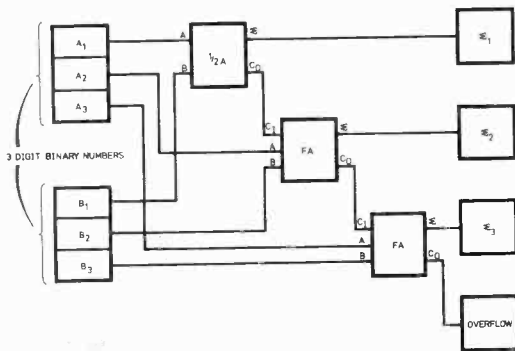 A1
A2
A3
3 DIGIT BINARY NUMBERS
B1
B2
B3
A
B
1/2A
Σ
CO
Σ1
C1
A
B
FA
Σ
CO
Σ2
C1
A
B
FA
Σ
CO
Σ3
OVERFLOW